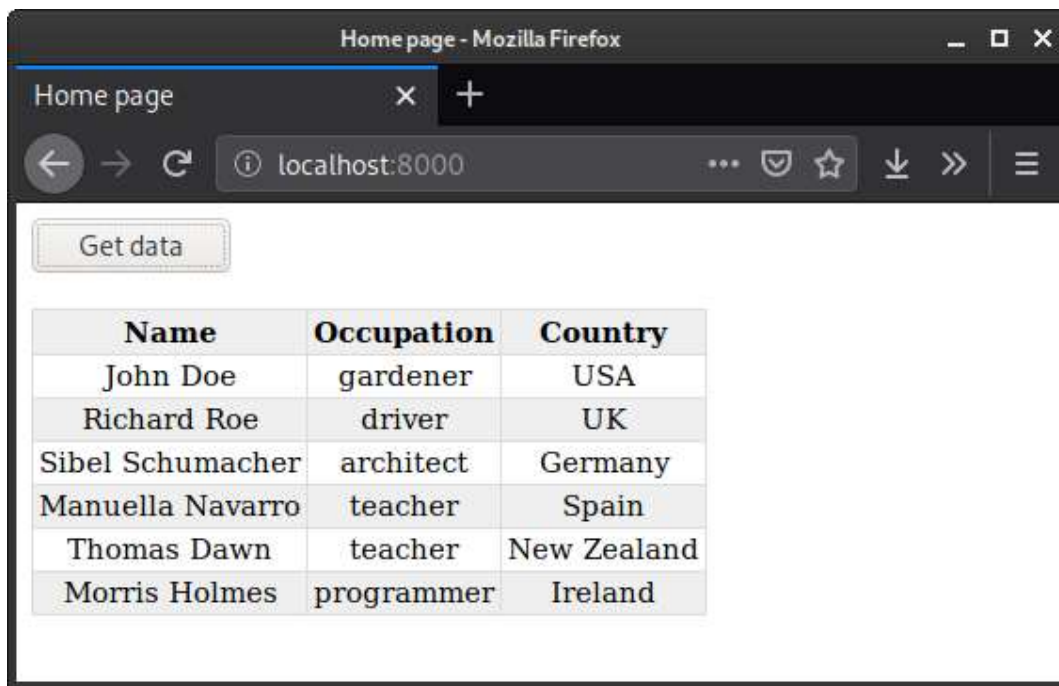 Home page - Mozilla Firefox
Home page
localhost:8000
Get data
Name Occupation Country
John Doe gardener USA
Richard Roe driver UK
Sibel Schumacher architect Germany
Manuella Navarro teacher Spain
Thomas Dawn teacher New Zealand
Morris Holmes programmer Ireland